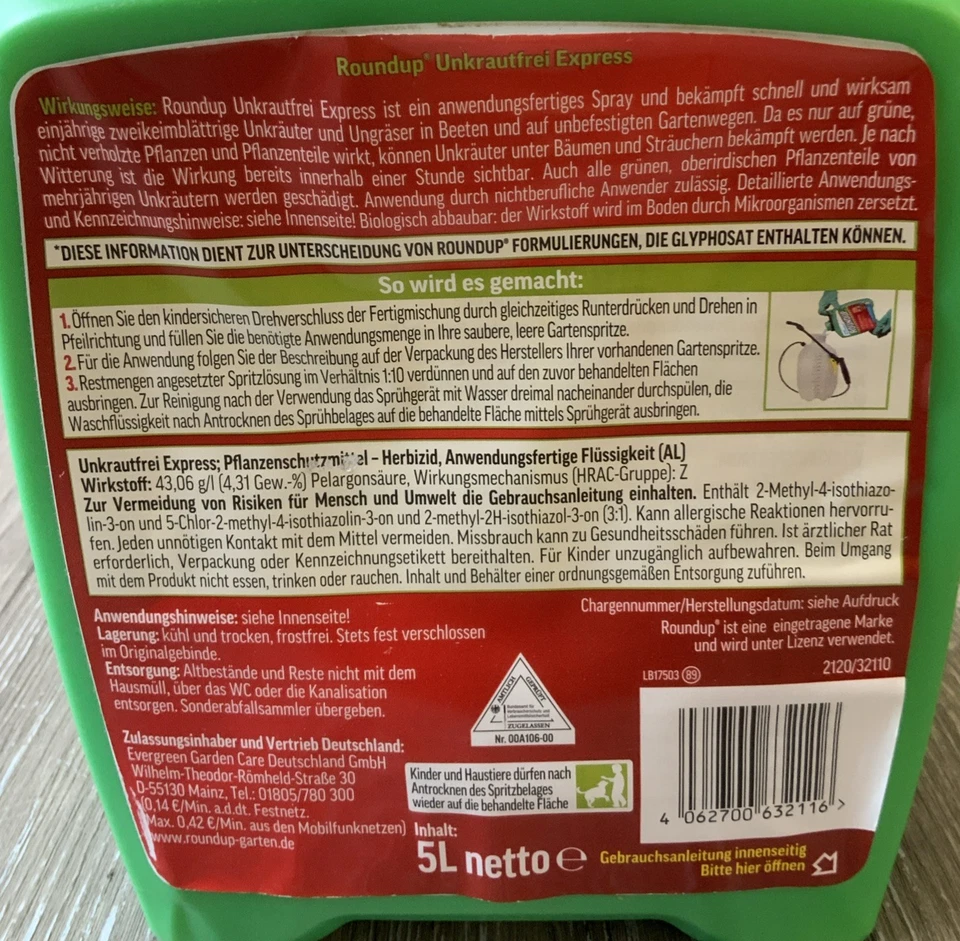 Roundup® Unkrautfrei Express
Wirkungsweise: Roundup Unkrautfrei Express ist ein anwendungsfertiges Spray und bekämpft schnell und wirksam
einjährige zweikeimblättrige Unkräuter und Ungräser in Beeten und auf unbefestigten Gartenwegen. Da es nur auf grüne,
nicht verholzte Pflanzen und Pflanzenteile wirkt, können Unkräuter unter Bäumen und Sträuchern bekämpft werden. Je nach
Witterung ist die Wirkung bereits innerhalb einer Stunde sichtbar. Auch alle grünen, oberirdischen Pflanzenteile von
mehrjährigen Unkräutern werden geschädigt. Anwendung durch nichtberufliche Anwender zulässig. Detaillierte Anwendungs-
und Kennzeichnungshinweise: siehe Innenseite! Biologisch abbaubar: der Wirkstoff wird im Boden durch Mikroorganismen zersetzt.
*DIESE INFORMATION DIENT ZUR UNTERSCHEIDUNG VON ROUNDUP® FORMULIERUNGEN, DIE GLYPHOSAT ENTHALTEN KÖNNEN.
So wird es gemacht:
1. Öffnen Sie den kindersicheren Drehverschluss der Fertigmischung durch gleichzeitiges Runterdrücken und Drehen in
Pfeilrichtung und füllen Sie die benötigte Anwendungsmenge in Ihre saubere, leere Gartenspritze.
2. Für die Anwendung folgen Sie der Beschreibung auf der Verpackung des Herstellers Ihrer vorhandenen Gartenspritze.
3. Restmengen angesetzter Spritzlösung im Verhältnis 1:10 verdünnen und auf den zuvor behandelten Flächen
ausbringen. Zur Reinigung nach der Verwendung das Sprühgerät mit Wasser dreimal nacheinander durchspülen, die
Waschflüssigkeit nach Antrocknen des Sprühbelages auf die behandelte Fläche mittels Sprühgerät ausbringen.
Unkrautfrei Express; Pflanzenschutzmittel - Herbizid, Anwendungsfertige Flüssigkeit (AL)
Wirkstoff: 43,06 g/l (4,31 Gew.-%) Pelargonsäure, Wirkungsmechanismus (HRAC-Gruppe): Z
Zur Vermeidung von Risiken für Mensch und Umwelt die Gebrauchsanleitung einhalten. Enthält 2-Methyl-4-isothiazo-
lin-3-on und 5-Chlor-2-methyl-4-isothiazolin-3-on und 2-methyl-2H-isothiazol-3-on (3:1). Kann allergische Reaktionen hervorru-
fen. Jeden unnötigen Kontakt mit dem Mittel vermeiden. Missbrauch kann zu Gesundheitsschäden führen. Ist ärztlicher Rat
erforderlich, Verpackung oder Kennzeichnungsetikett bereithalten. Für Kinder unzugänglich aufbewahren. Beim Umgang
mit dem Produkt nicht essen, trinken oder rauchen. Inhalt und Behälter einer ordnungsgemäßen Entsorgung zuführen.
Anwendungshinweise: siehe Innenseite!
Lagerung: kühl und trocken, frostfrei. Stets fest verschlossen
im Originalgebinde.
Entsorgung: Altbestände und Reste nicht mit dem
Hausmüll, über das WC oder die Kanalisation
entsorgen. Sonderabfallsammler übergeben.
Zulassungsinhaber und Vertrieb Deutschland:
Evergreen Garden Care Deutschland GmbH
Wilhelm-Theodor-Römheld-Straße 30
D-55130 Mainz, Tel.: 01805/780 300
(0,14 €/Min. a.d.dt. Festnetz.
Max. 0,42 €/Min. aus den Mobilfunknetzen)
www.roundup-garten.de
AMTLICH GEPRÜFT
Bundesamt für
Verbraucherschutz und
Lebensmittelsicherheit
ZUGELASSEN
Nr. 00A106-00
Kinder und Haustiere dürfen nach
Antrocknen des Spritzbelages
wieder auf die behandelte Fläche
Inhalt:
5L netto e
Chargennummer/Herstellungsdatum: siehe Aufdruck
Roundup® ist eine eingetragene Marke
und wird unter Lizenz verwendet.
LB17503 89
2120/32110
4 062700 632116 >
Gebrauchsanleitung innenseitig
Bitte hier öffnen